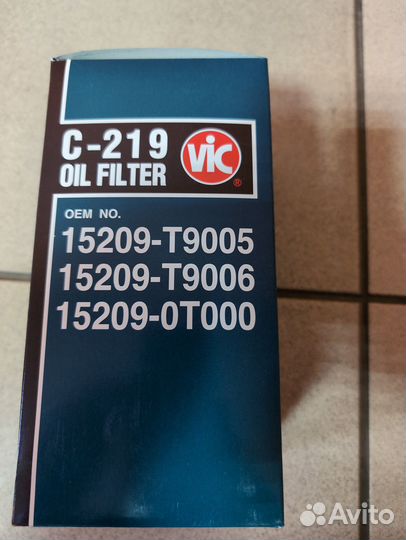 C-219
OIL FILTER
VIC
®
OEM NO.
15209-T9005
15209-T9006
15209-0T000
Avito